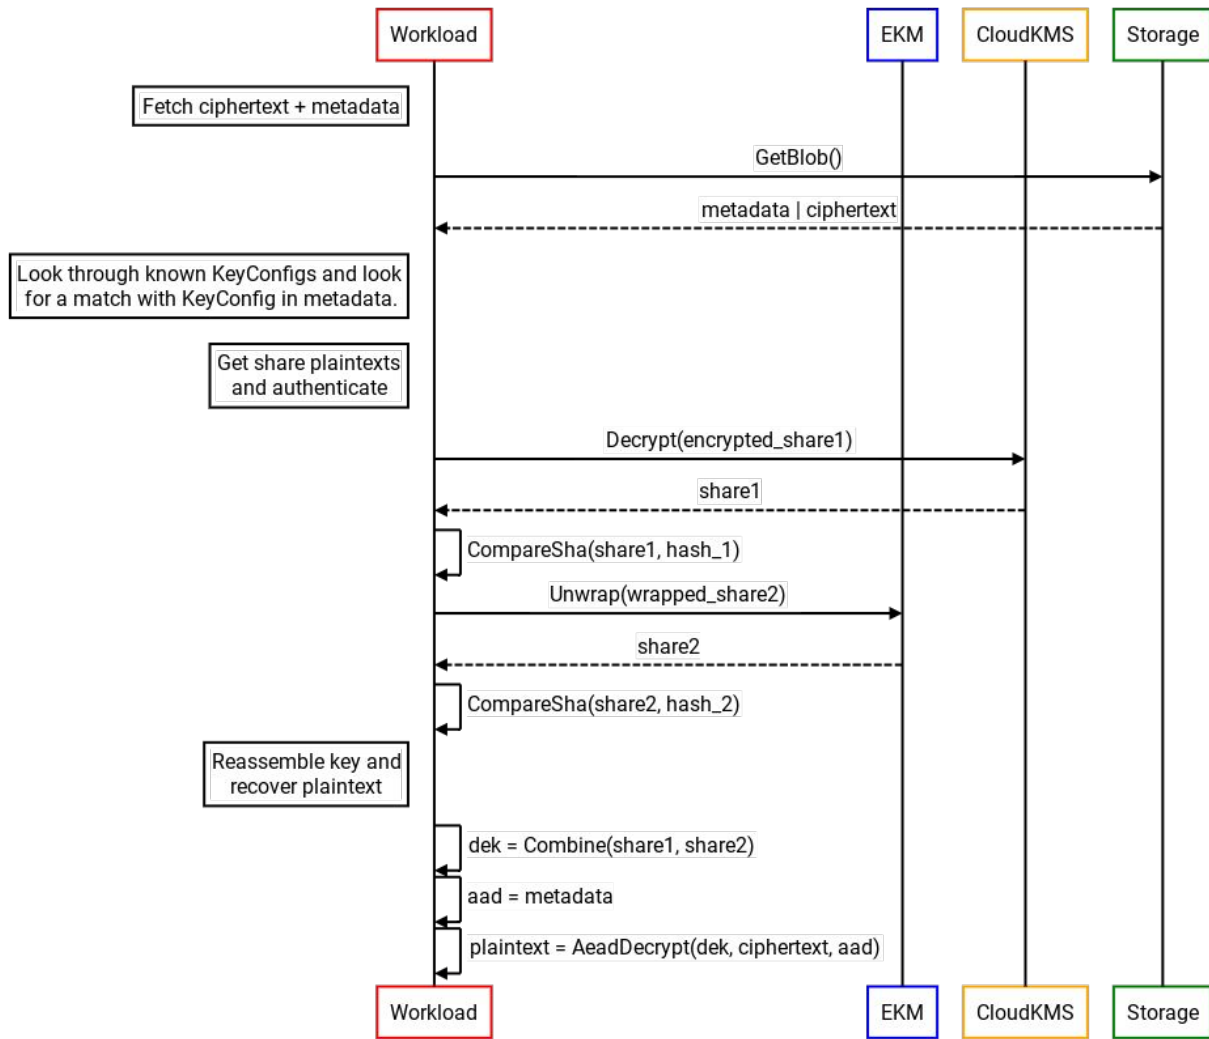 Workload
EKM
CloudKMS
Storage
Fetch ciphertext + metadata
GetBlob()
metadata | ciphertext
Look through known KeyConfigs and look
for a match with KeyConfig in metadata.
Get share plaintexts
and authenticate
Decrypt(encrypted_share1)
share1
CompareSha(share1, hash_1)
Unwrap(wrapped_share2)
share2
CompareSha(share2, hash_2)
Reassemble key and
recover plaintext
dek = Combine(share1, share2)
aad = metadata
plaintext = AeadDecrypt(dek, ciphertext, aad)
Workload
EKM
CloudKMS
Storage